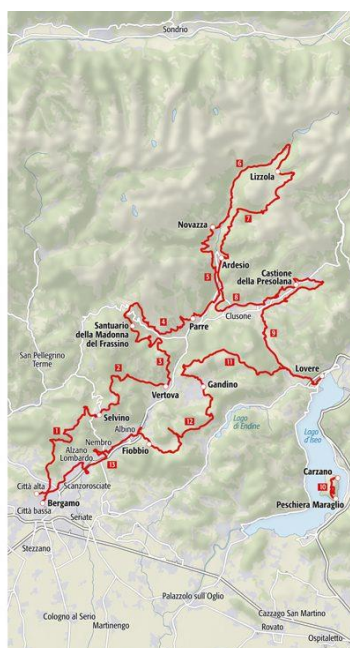 Sondrio
6
Lizzola
7
Novazza
Ardesio
5
Castione
della Presolana
8
Santuario
della Madonna
del Frassino
4
Parre
Clusone
3
9
San Pellegrino
Terme
2
11
Lovere
Vertova
Gandino
Selvino
Lago
di Endine
Lago
d'Iseo
1
12
Albino
Nembro
Fiobbio
Alzano
Lombardo
13
Carzano
Scanzorosciate
10
Città alta
Bergamo
Peschiera Maraglio
Città bassa
Seriate
Stezzano
Palazzolo sull'Oglio
Cologno al Serio
Cazzago San Martino
Martinengo
Rovato
Ospitaletto